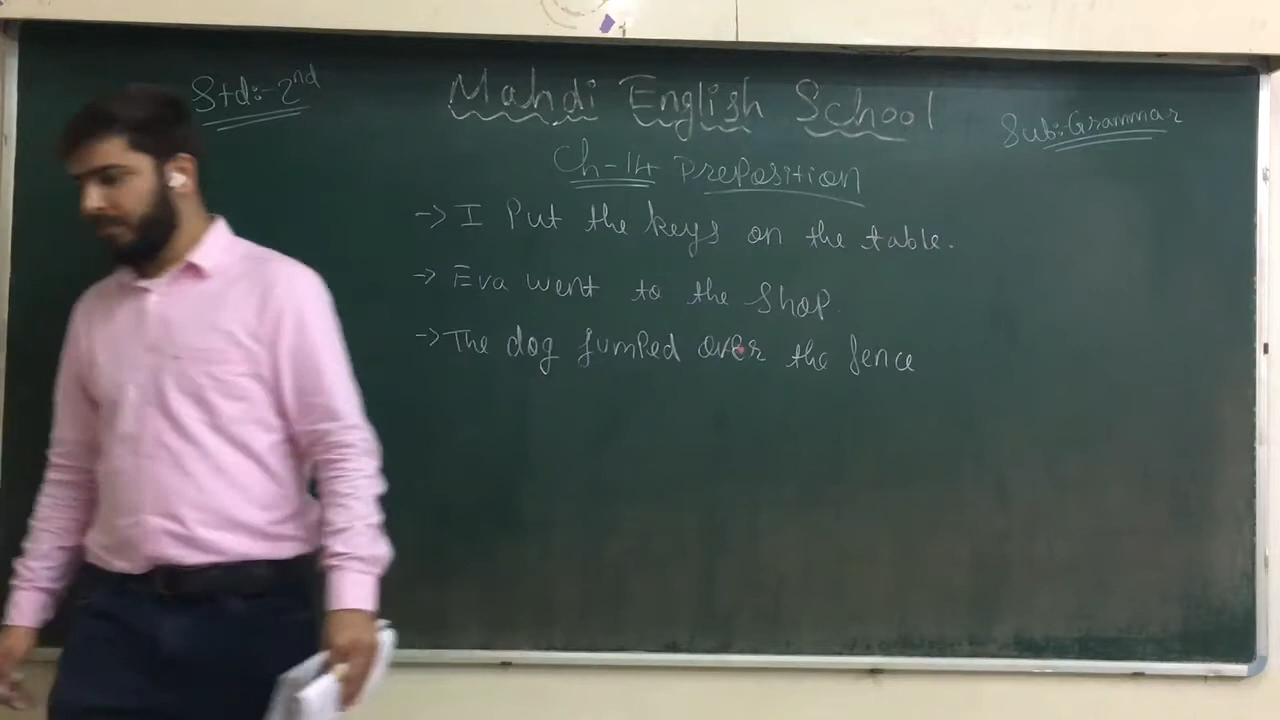 Std:- 2nd
Mahdi English School
Sub:- Grammar
Ch-14 Preposition
-> I Put the keys on the table.
-> Eva went to the Shop.
-> The dog jumped over the fence